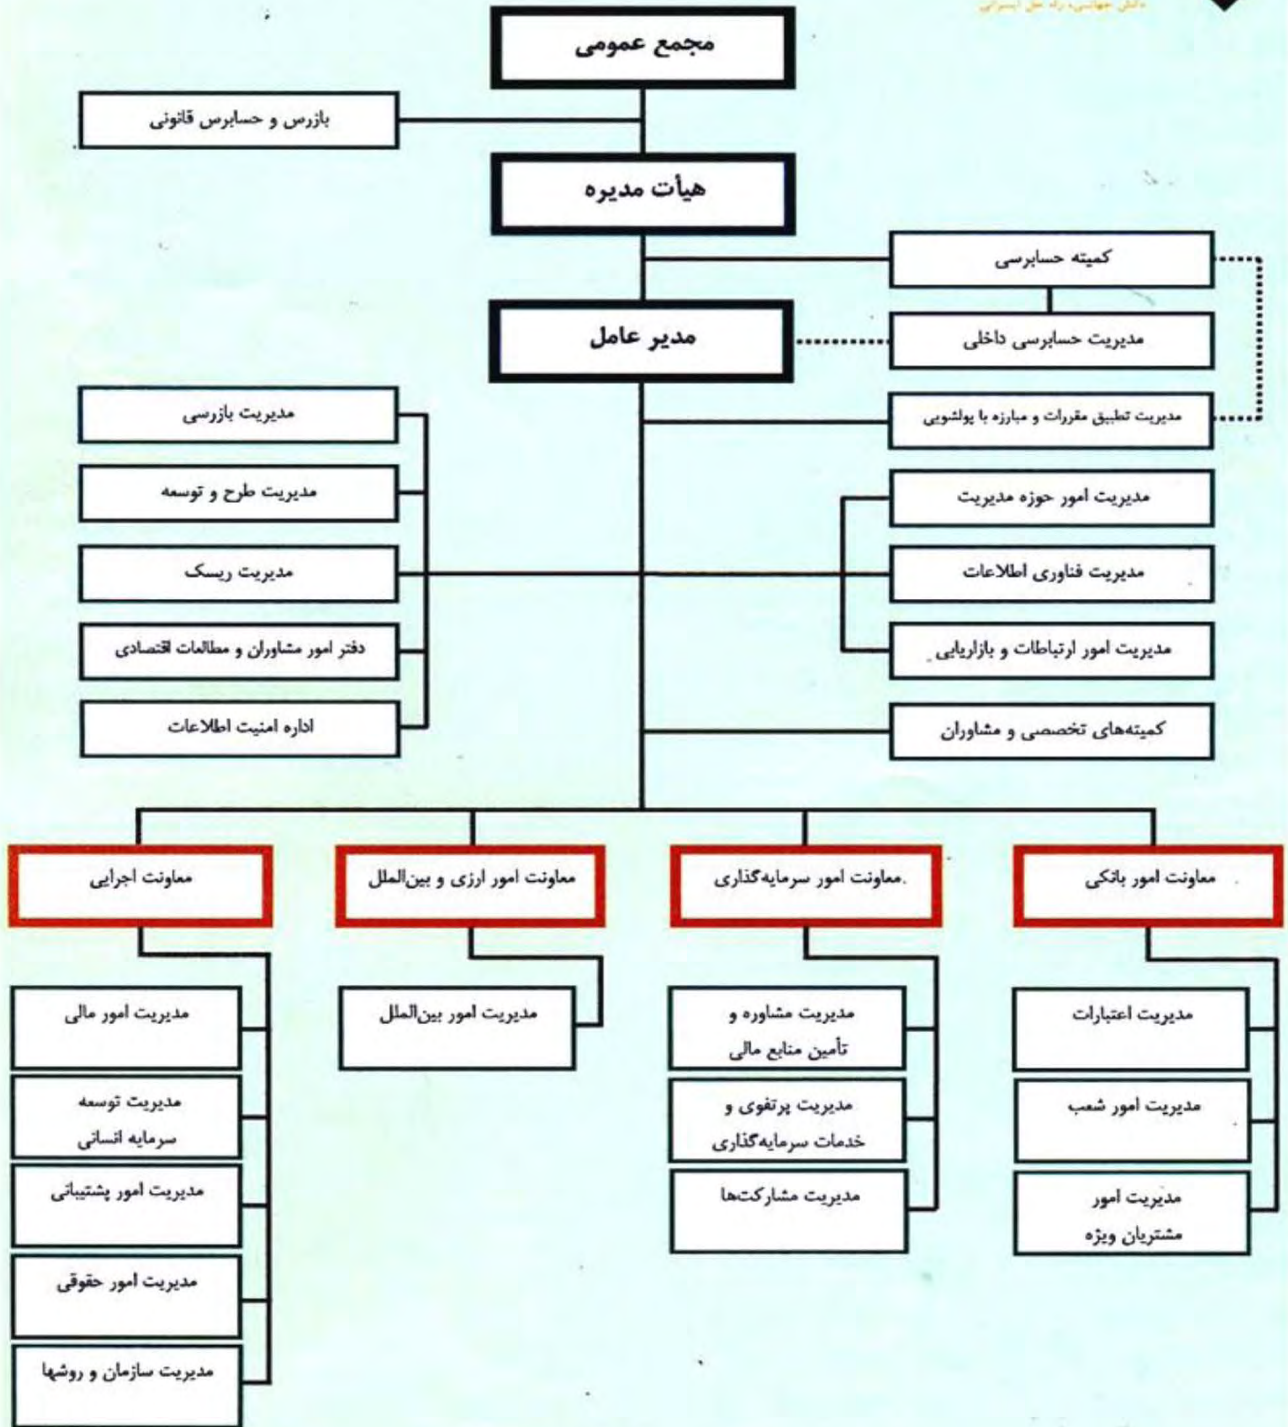 دانش جهانی، راه حل ایرانی
مجمع عمومی
بازرس و حسابرس قانونی
هیأت مدیره
کمیته حسابرسی
مدیر عامل
مدیریت حسابرسی داخلی
مدیریت تطبیق مقررات و مبارزه با پولشویی
مدیریت بازرسی
مدیریت امور حوزه مدیریت
مدیریت طرح و توسعه
مدیریت فناوری اطلاعات
مدیریت ریسک
مدیریت امور ارتباطات و بازاریابی
دفتر امور مشاوران و مطالعات اقتصادی
کمیته‌های تخصصی و مشاوران
اداره امنیت اطلاعات
معاونت امور بانکی
معاونت امور سرمایه‌گذاری
معاونت امور ارزی و بین‌الملل
معاونت اجرایی
مدیریت اعتبارات
مدیریت امور شعب
مدیریت امور
مشتریان ویژه
مدیریت مشاوره و
تأمین منابع مالی
مدیریت پرتفوی و
خدمات سرمایه‌گذاری
مدیریت مشارکت‌ها
مدیریت امور بین‌الملل
مدیریت امور مالی
مدیریت توسعه
سرمایه انسانی
مدیریت امور پشتیبانی
مدیریت امور حقوقی
مدیریت سازمان و روشها